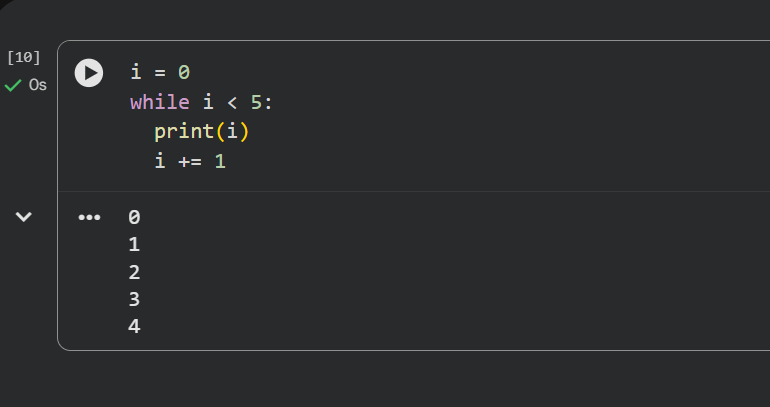 [10]
0s
i = 0
while i < 5:
  print(i)
  i += 1
0
1
2
3
4